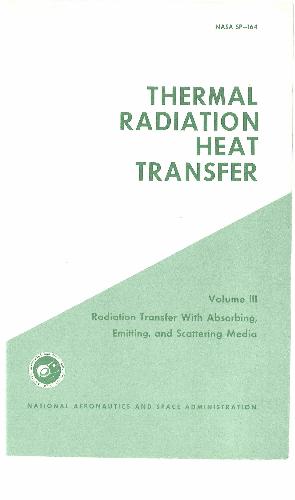 NASA SP-164
THERMAL
RADIATION
HEAT
TRANSFER
Volume III
Radiation Transfer With Absorbing,
Emitting, and Scattering Media
NATIONAL AERONAUTICS AND SPACE ADMINISTRATION